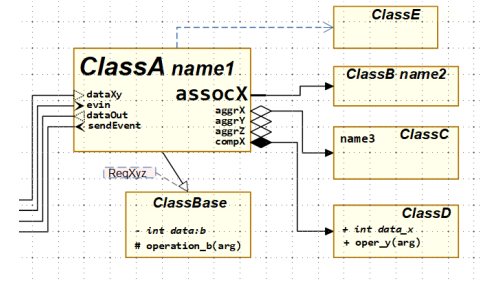 ClassE
ClassA name1
ClassB name2
assocX
dataXy
evin
dataOut
sendEvent
aggrX
aggrY
aggrZ
compX
name3 ClassC
ReqXyz
ClassBase
- int data:b
# operation_b(arg)
ClassD
+ int data_x
+ oper_y(arg)